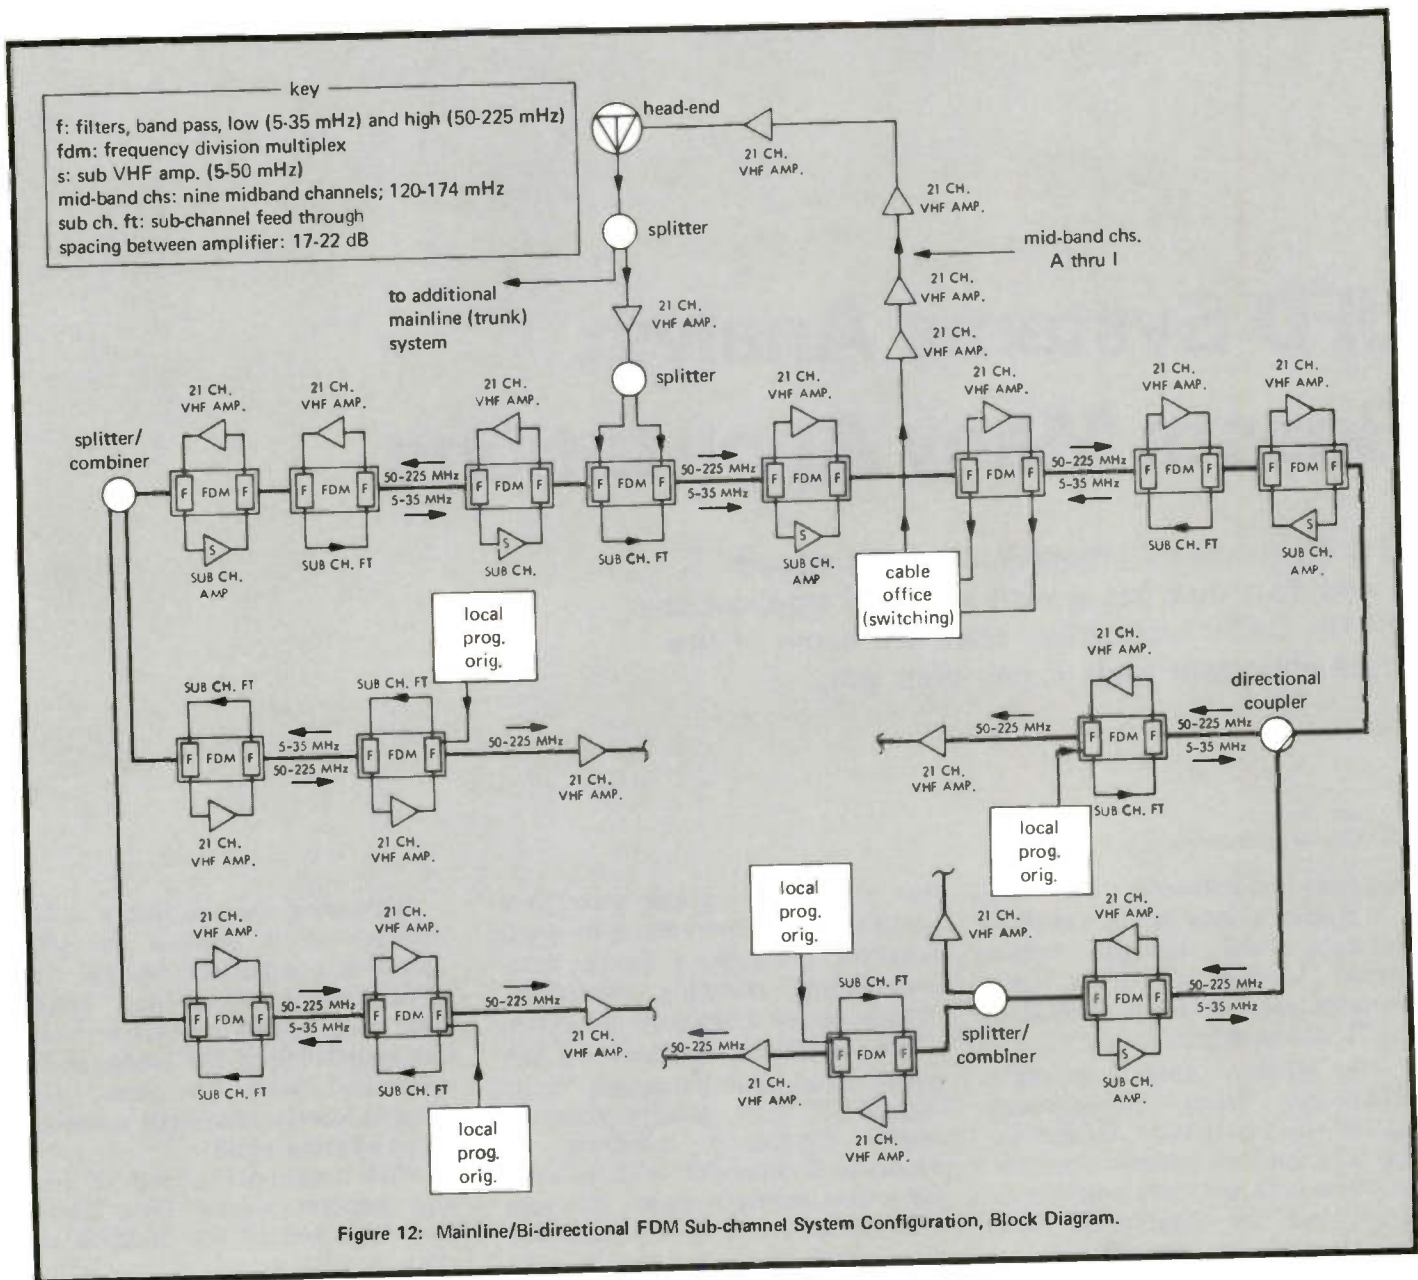 key
f: filters, band pass, low (5-35 mHz) and high (50-225 mHz)
fdm: frequency division multiplex
s: sub VHF amp. (5-50 mHz)
mid-band chs: nine midband channels; 120-174 mHz
sub ch. ft: sub-channel feed through
spacing between amplifier: 17-22 dB
head-end
21 CH.
VHF AMP.
21 CH.
VHF AMP.
splitter
mid-band chs.
A thru I
to additional
mainline (trunk)
system
21 CH.
VHF AMP.
21 CH.
VHF AMP.
21 CH.
VHF AMP.
splitter
splitter/
combiner
21 CH.
VHF AMP.
F FDM F
S
SUB CH.
AMP
21 CH.
VHF AMP.
F FDM F
SUB CH. FT
50-225 MHz
5-35 MHz
21 CH.
VHF AMP.
F FDM F
S
SUB CH.
F FDM F
SUB CH. FT
50-225 MHz
5-35 MHz
21 CH.
VHF AMP.
F FDM F
S
SUB CH.
AMP
cable
office
(switching)
21 CH.
VHF AMP.
F FDM F
50-225 MHz
5-35 MHz
21 CH.
VHF AMP.
F FDM F
SUB CH. FT
21 CH.
VHF AMP.
F FDM F
S
SUB CH.
AMP.
local
prog.
orig.
SUB CH. FT
F FDM F
21 CH.
VHF AMP.
5-35 MHz
50-225 MHz
SUB CH. FT
F FDM F
21 CH.
VHF AMP.
50-225 MHz
21 CH.
VHF AMP.
21 CH.
VHF AMP.
50-225 MHz
21 CH.
VHF AMP.
F FDM F
SUB CH. FT
50-225 MHz
5-35 MHz
directional
coupler
local
prog.
orig.
21 CH.
VHF AMP.
F FDM F
SUB CH. FT
50-225 MHz
5-35 MHz
21 CH.
VHF AMP.
F FDM F
SUB CH. FT
50-225 MHz
21 CH.
VHF AMP.
local
prog.
orig.
local
prog.
orig.
SUB CH. FT
F FDM F
21 CH.
VHF AMP.
50-225 MHz
21 CH.
VHF AMP.
21 CH.
VHF AMP.
splitter/
combiner
21 CH.
VHF AMP.
F FDM F
S
SUB CH.
AMP.
50-225 MHz
5-35 MHz
Figure 12: Mainline/Bi-directional FDM Sub-channel System Configuration, Block Diagram.